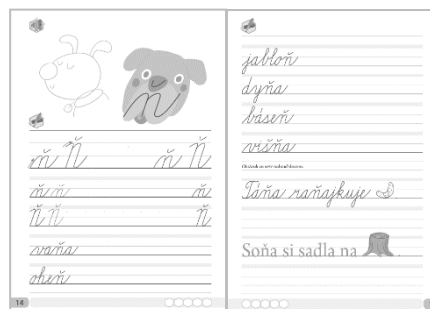 n
ň Ň ň Ň
ň ň ň
Ň Ň Ň
vaňa
oheň
14
jabloň
dyňa
báseň
višňa
Táňa raňajkuje
Soňa si sadla na .